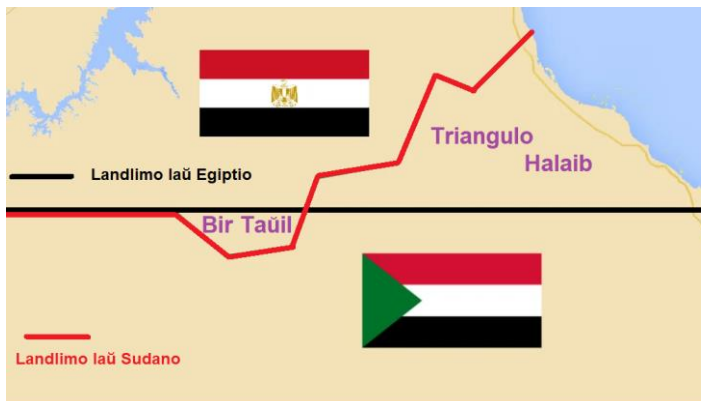 Triangulo
Halaib
Landlimo laŭ Egiptio
Bir Taŭil
Landlimo laŭ Sudano